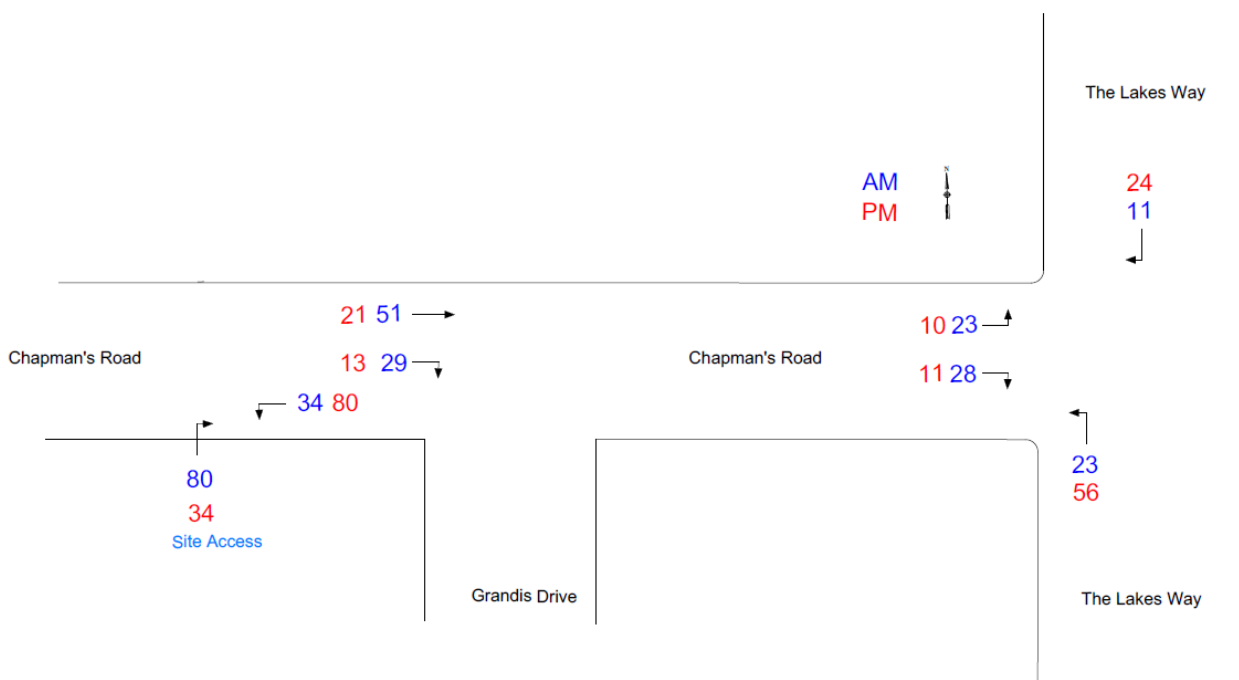 The Lakes Way
AM
PM
N
24
11
21 51
10 23
Chapman's Road
13 29
Chapman's Road
11 28
34 80
80
34
Site Access
23
56
Grandis Drive
The Lakes Way